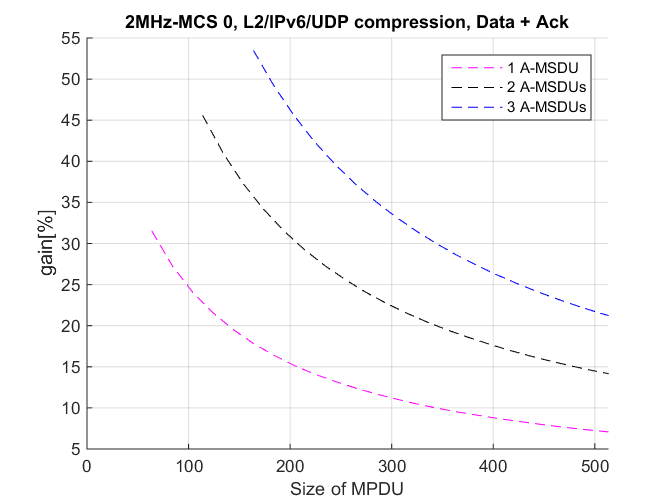 2MHz-MCS 0, L2/IPv6/UDP compression, Data + Ack
55
50
45
40
35
30
25
20
15
10
5
gain[%]
1 A-MSDU
2 A-MSDUs
3 A-MSDUs
0 100 200 300 400 500
Size of MPDU